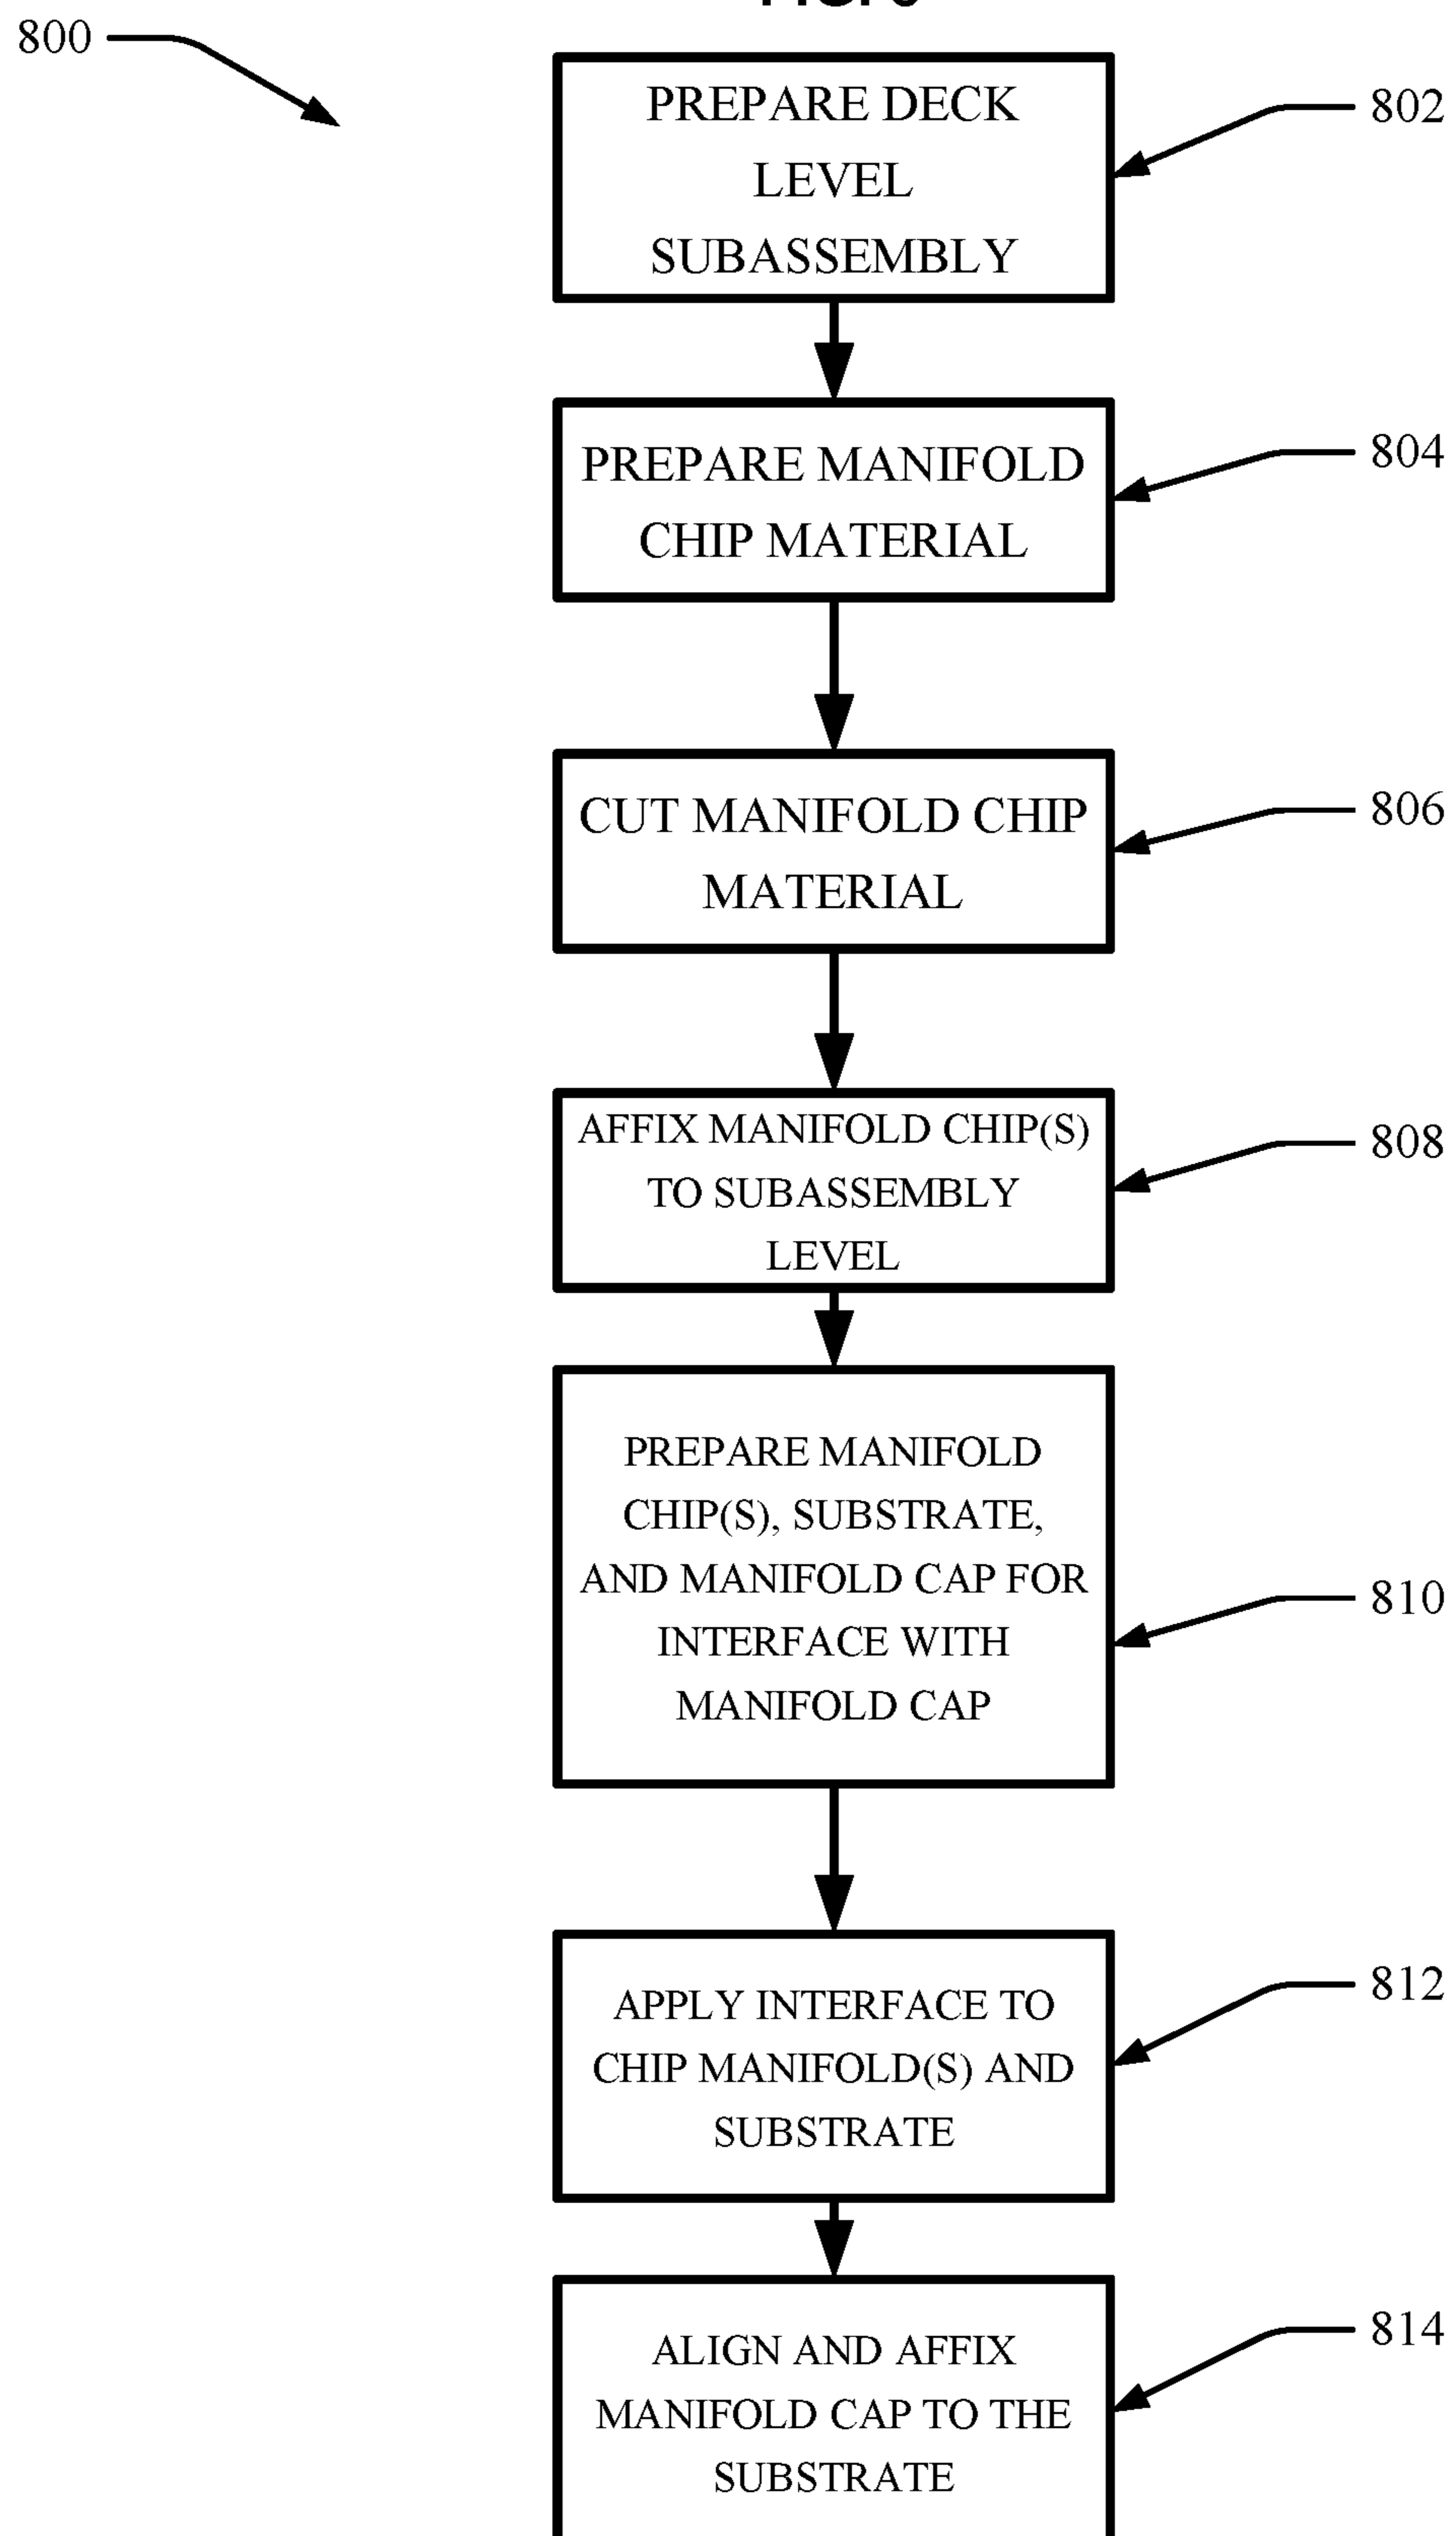 800
PREPARE DECK
LEVEL
SUBASSEMBLY
802
PREPARE MANIFOLD
CHIP MATERIAL
804
CUT MANIFOLD CHIP
MATERIAL
806
AFFIX MANIFOLD CHIP(S)
TO SUBASSEMBLY
LEVEL
808
PREPARE MANIFOLD
CHIP(S), SUBSTRATE,
AND MANIFOLD CAP FOR
INTERFACE WITH
MANIFOLD CAP
810
APPLY INTERFACE TO
CHIP MANIFOLD(S) AND
SUBSTRATE
812
ALIGN AND AFFIX
MANIFOLD CAP TO THE
SUBSTRATE
814